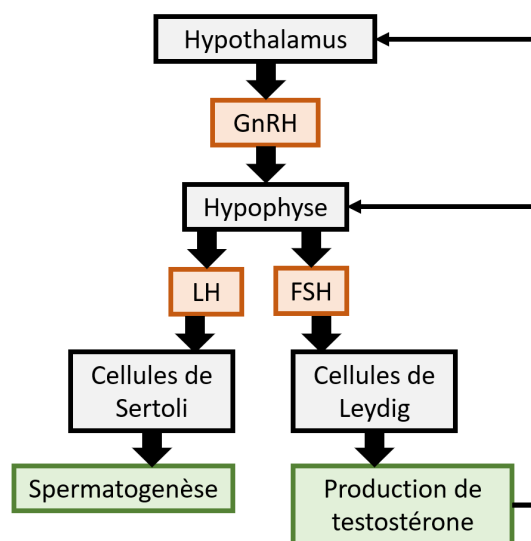 Hypothalamus
GnRH
Hypophyse
LH
FSH
Cellules de
Sertoli
Cellules de
Leydig
Spermatogenèse
Production de
testostérone